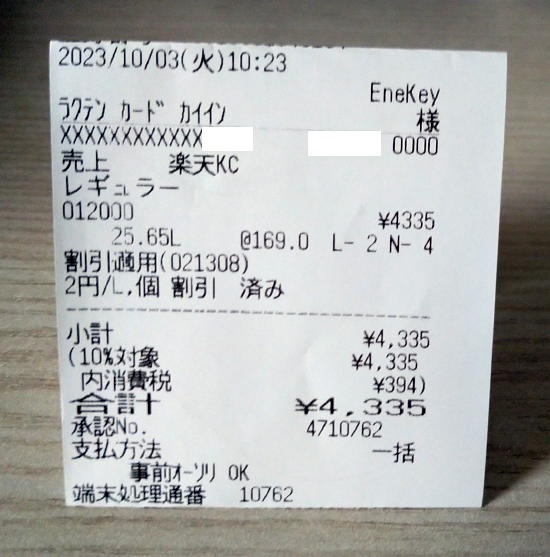 2023/10/03(火)10:23
EneKey
ﾗｸﾃﾝ ｶｰﾄﾞ ｶｲｲﾝ 様
XXXXXXXXXXXX 0000
売上 楽天KC
レギュラー
012000 ¥4335
25.65L @169.0 L- 2 N- 4
割引適用(021308)
2円/L,個 割引 済み
小計 ¥4,335
(10%対象 ¥4,335
内消費税 ¥394)
合計 ¥4,335
承認No. 4710762
支払方法 一括
事前ｵｰｿﾘ OK
端末処理通番 10762